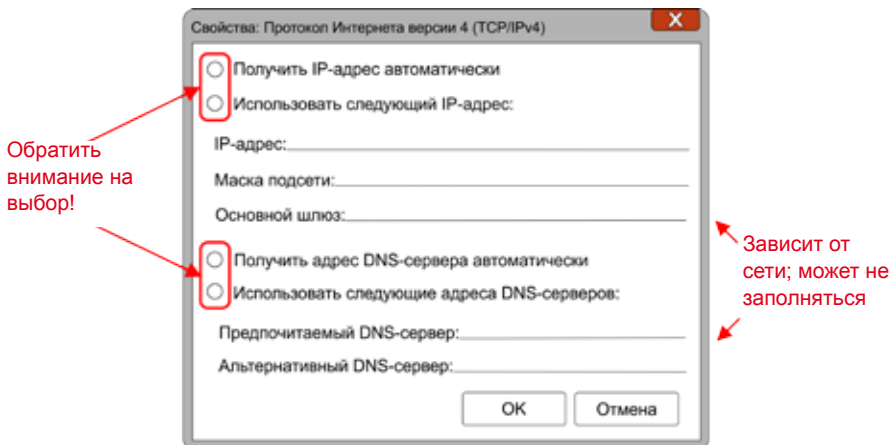 Свойства: Протокол Интернета версии 4 (TCP/IPv4)
X
Получить IP-адрес автоматически
Использовать следующий IP-адрес:
IP-адрес:
Маска подсети:
Основной шлюз:
Обратить
внимание на
выбор!
Получить адрес DNS-сервера автоматически
Использовать следующие адреса DNS-серверов:
Зависит от
сети; может не
заполняться
Предпочитаемый DNS-сервер:
Альтернативный DNS-сервер:
OK
Отмена